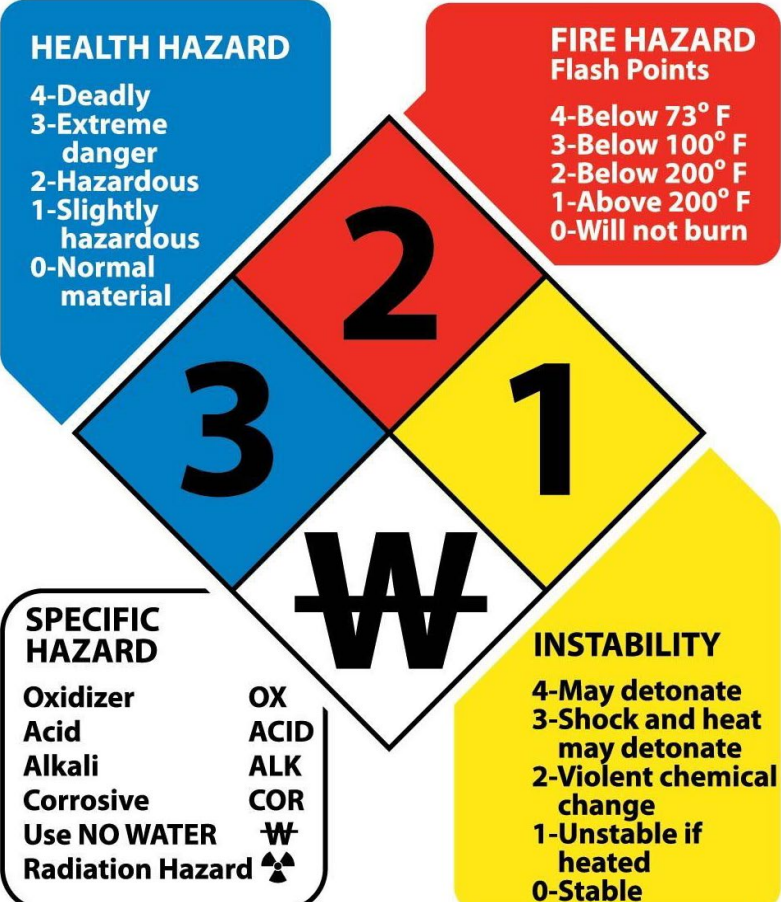 HEALTH HAZARD
4-Deadly
3-Extreme
danger
2-Hazardous
1-Slightly
hazardous
0-Normal
material
FIRE HAZARD
Flash Points
4-Below 73° F
3-Below 100° F
2-Below 200° F
1-Above 200° F
0-Will not burn
2
3
1
W
SPECIFIC
HAZARD
Oxidizer OX
Acid ACID
Alkali ALK
Corrosive COR
Use NO WATER W
Radiation Hazard
INSTABILITY
4-May detonate
3-Shock and heat
may detonate
2-Violent chemical
change
1-Unstable if
heated
0-Stable